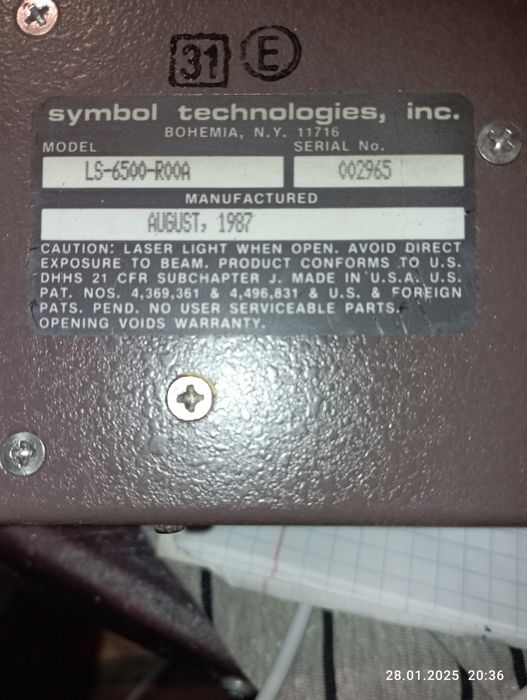 31 E
symbol technologies, inc.
BOHEMIA, N.Y. 11716
MODEL SERIAL No.
LS-6500-R00A 002965
MANUFACTURED
AUGUST, 1987
CAUTION: LASER LIGHT WHEN OPEN. AVOID DIRECT
EXPOSURE TO BEAM. PRODUCT CONFORMS TO U.S.
DHHS 21 CFR SUBCHAPTER J. MADE IN U.S.A. U.S.
PAT. NOS. 4,369,361 & 4,496,831 & U.S. & FOREIGN
PATS. PEND. NO USER SERVICEABLE PARTS.
OPENING VOIDS WARRANTY.
28.01.2025 20:36